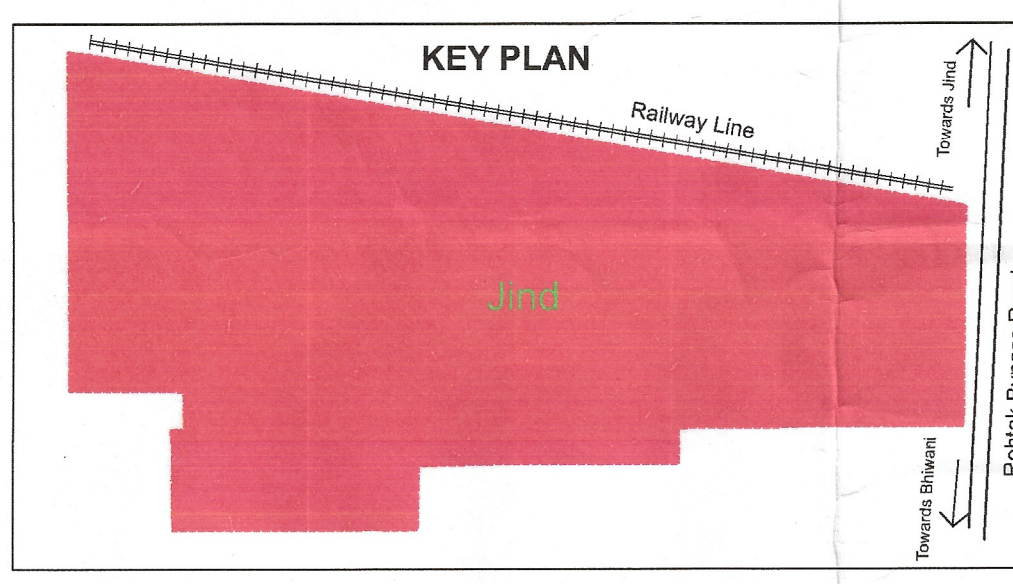 KEY PLAN
Railway Line
Towards Jind
Jind
Towards Bhiwani